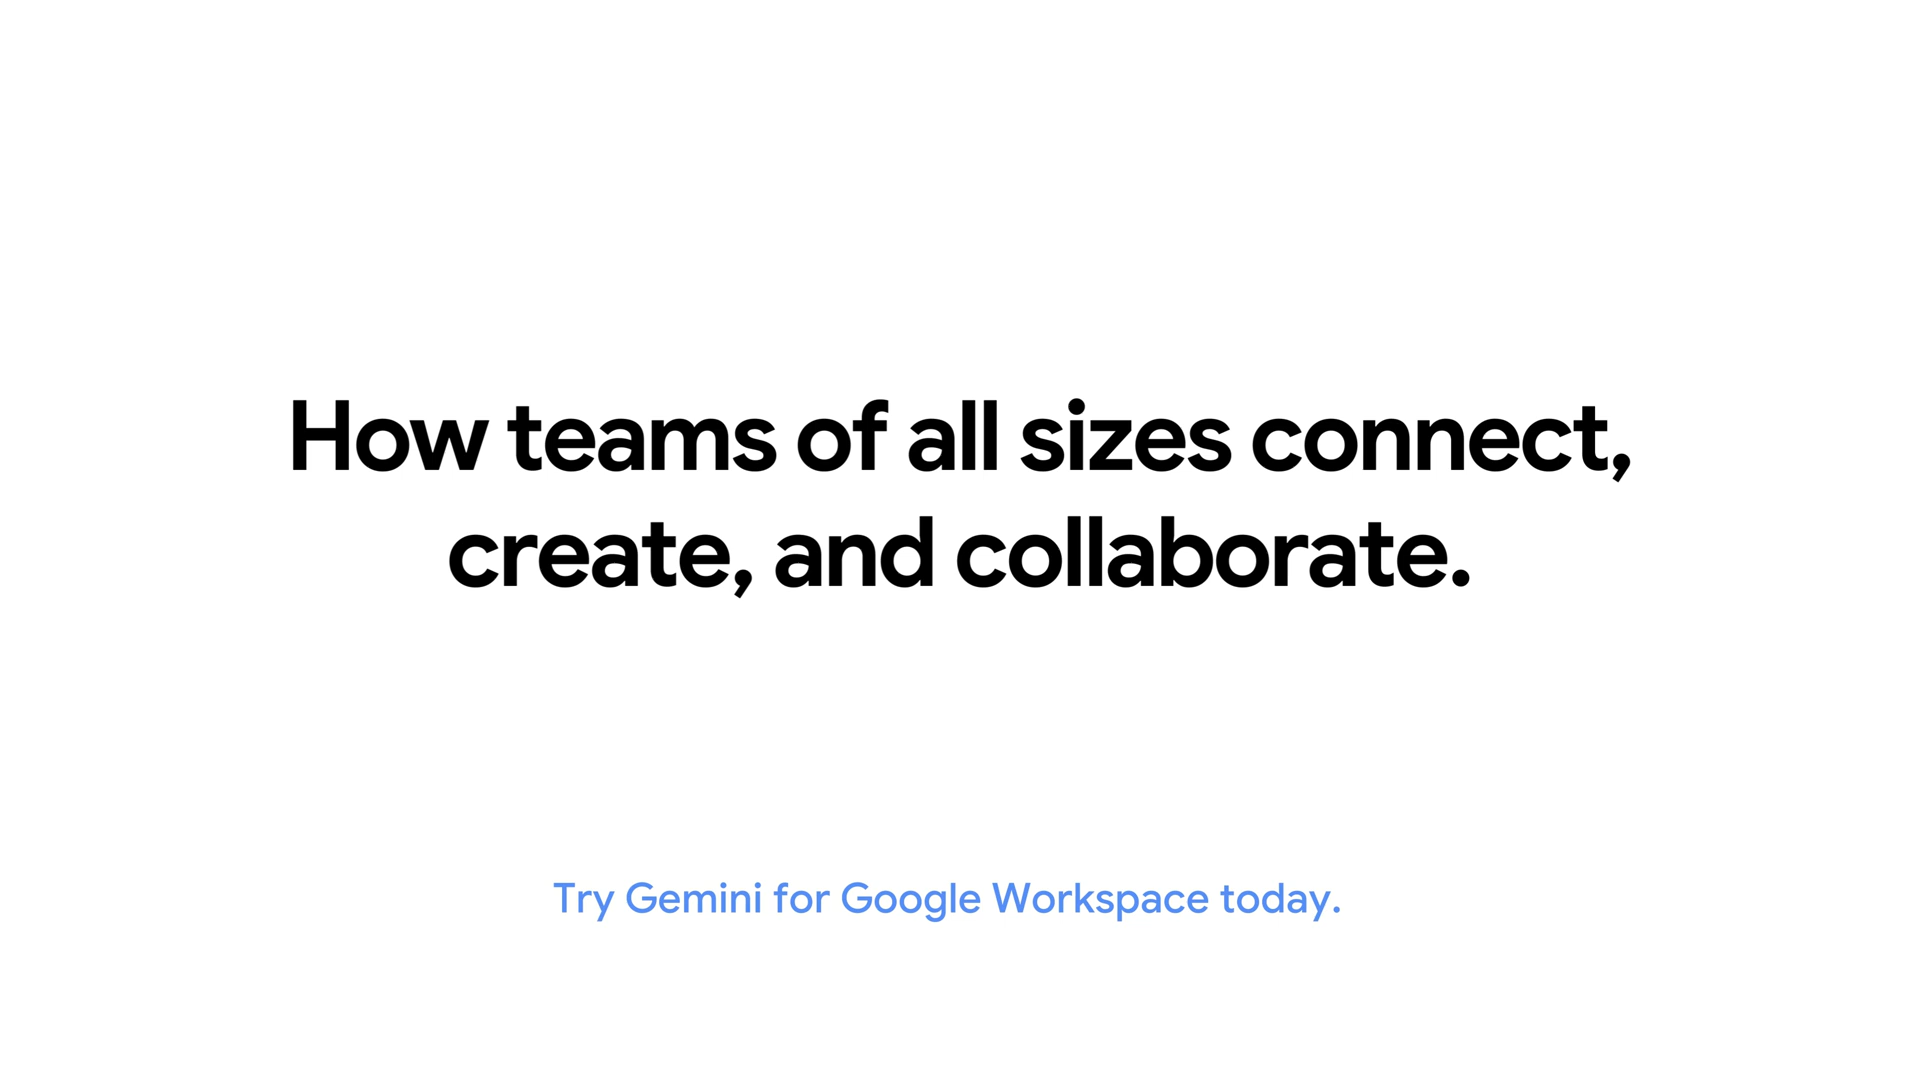 How teams of all sizes connect,
create, and collaborate.
Try Gemini for Google Workspace today.